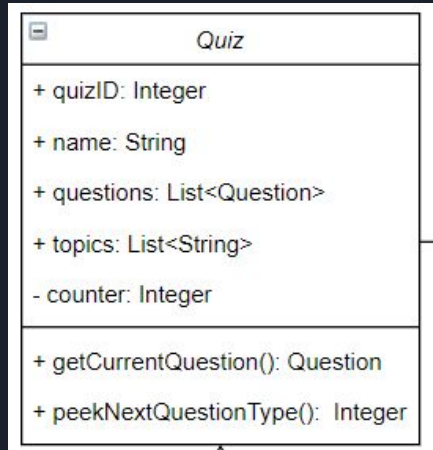 Quiz
+ quizID: Integer
+ name: String
+ questions: List<Question>
+ topics: List<String>
- counter: Integer
+ getCurrentQuestion(): Question
+ peekNextQuestionType(): Integer